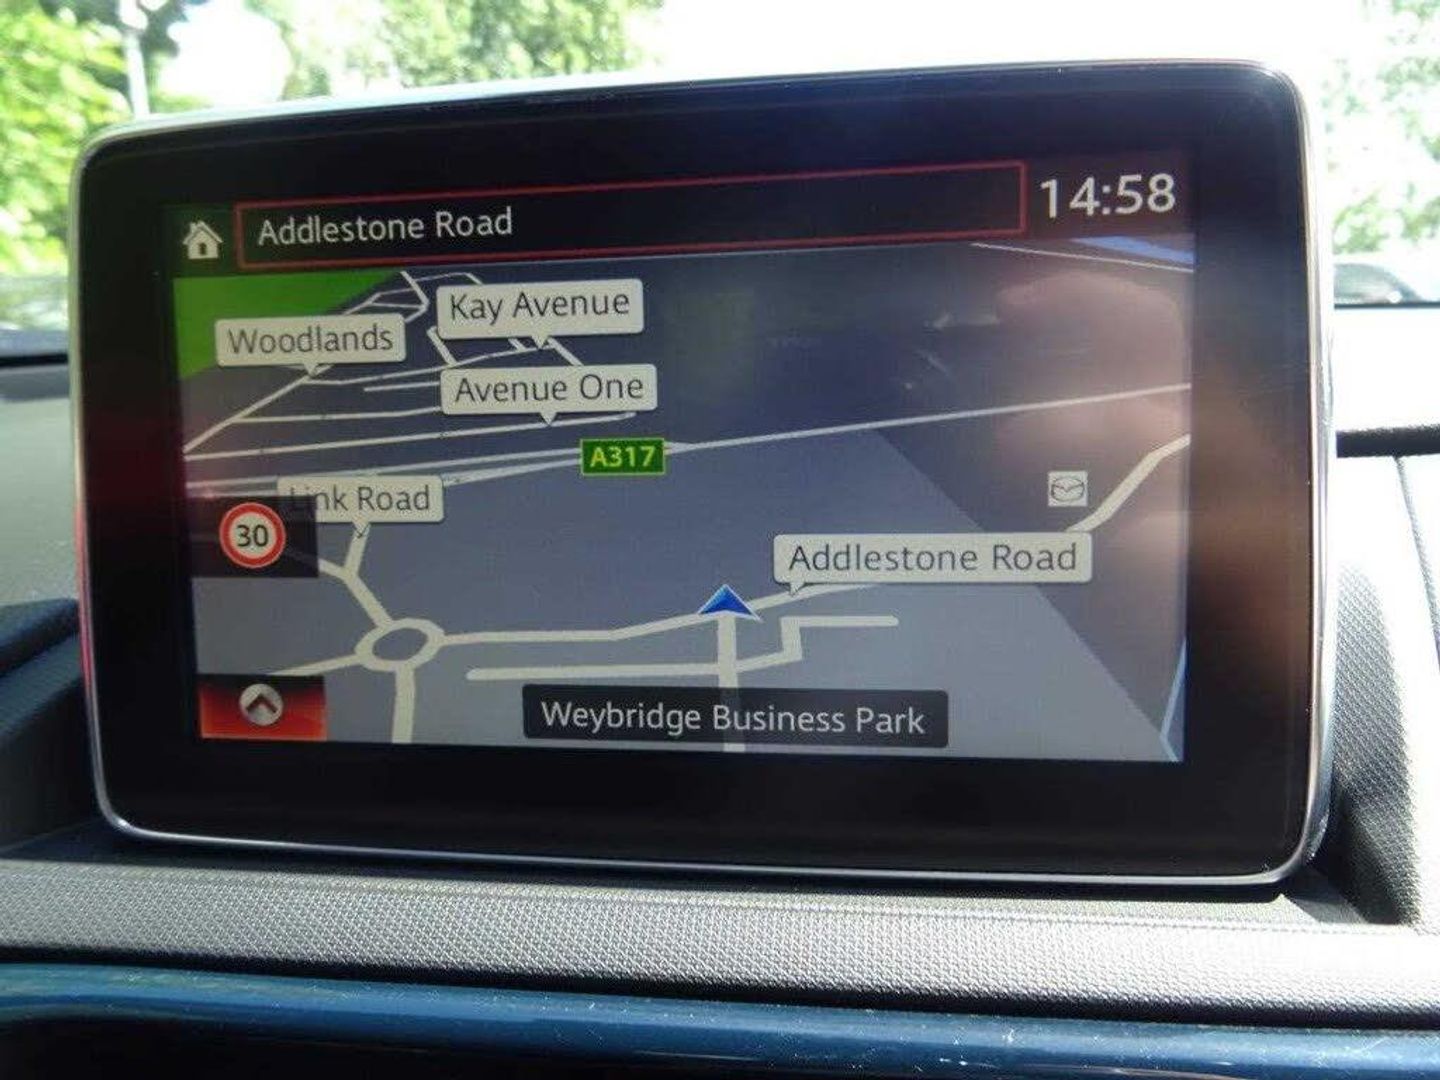 Addlestone Road
14:58
Kay Avenue
Woodlands
Avenue One
A317
Link Road
30
Addlestone Road
Weybridge Business Park